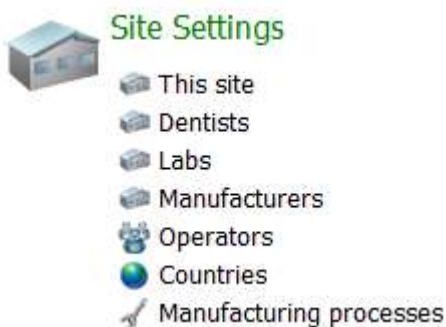 Site Settings
This site
Dentists
Labs
Manufacturers
Operators
Countries
Manufacturing processes